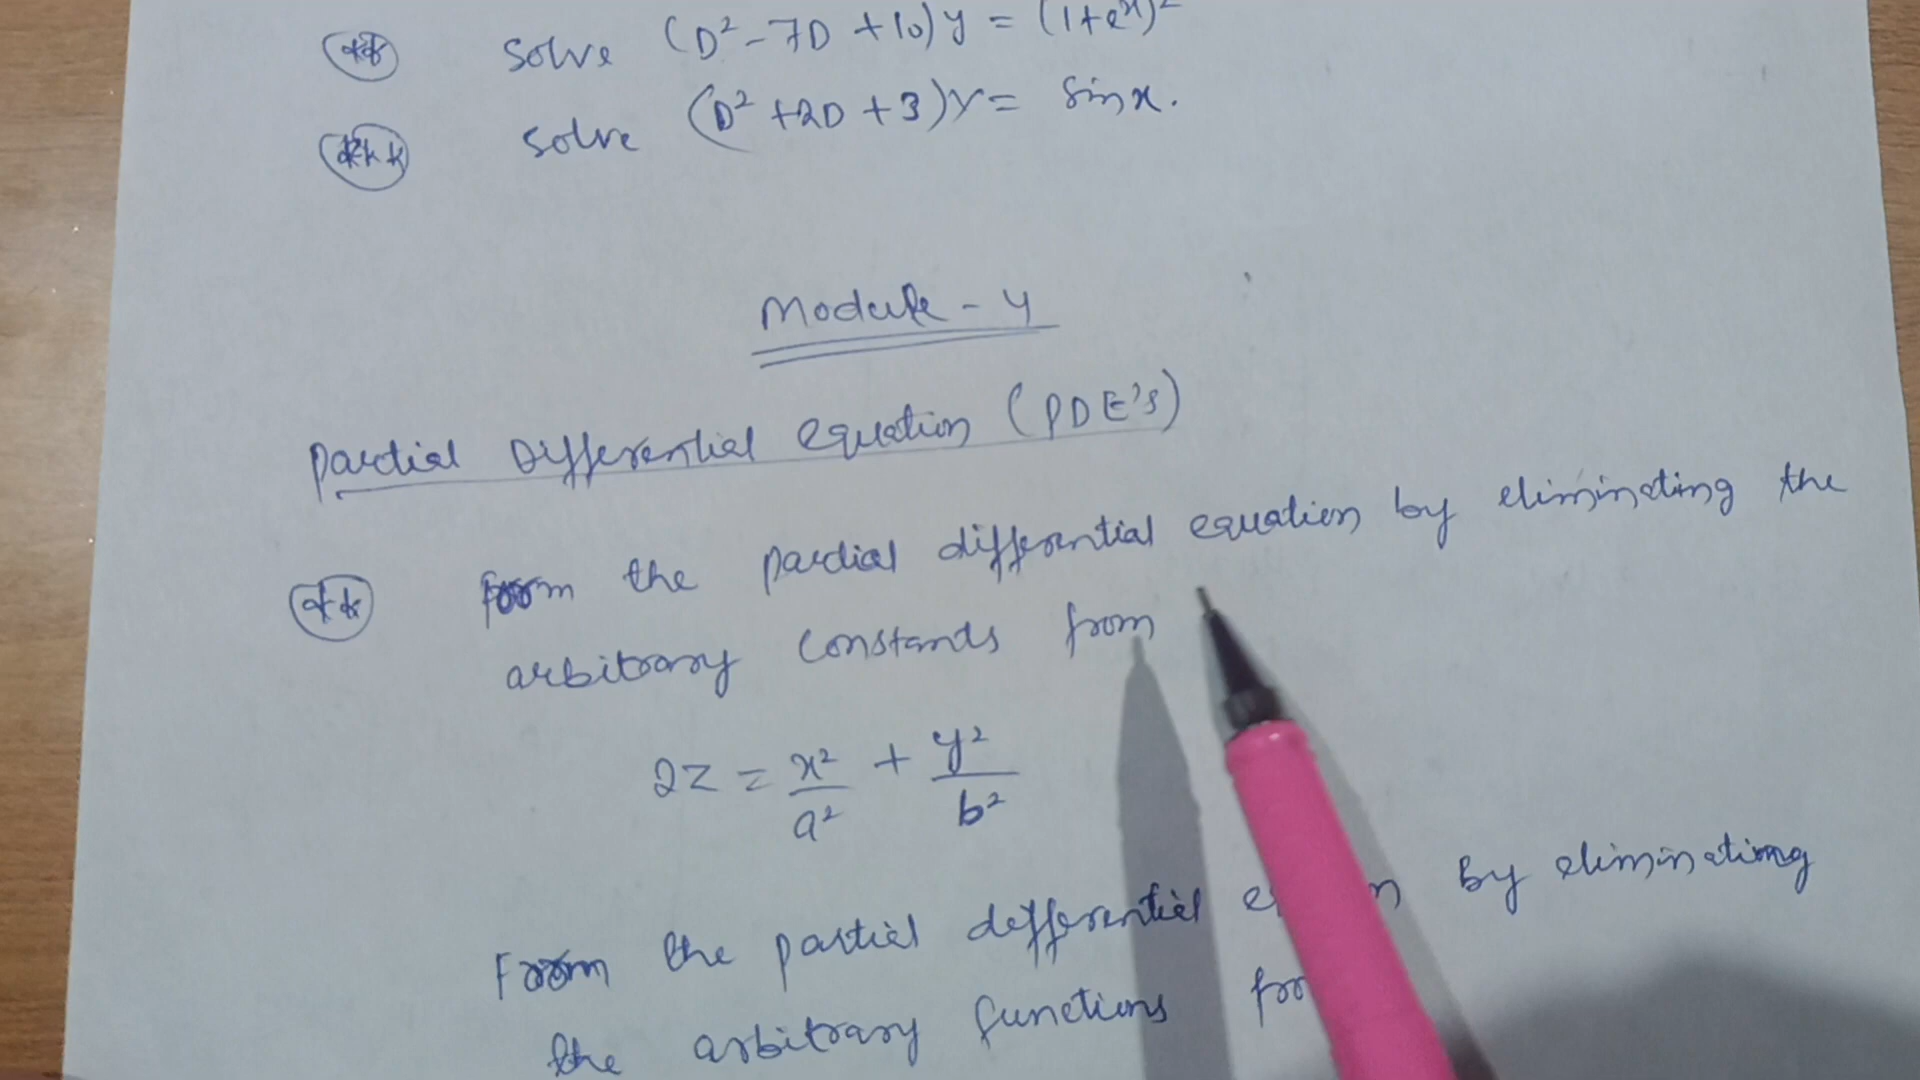 ** solve (D² - 7D + 10)y = (1+eˣ)²
*** solve (D² + 2D + 3)y = sin x.
Module - 4
Partial Differential equation (PDE's)
** Form the partial differential equation by eliminating the
arbitrary constants from
2z = x²/a² + y²/b²
Form the partial differential by eliminating
the arbitrary functions